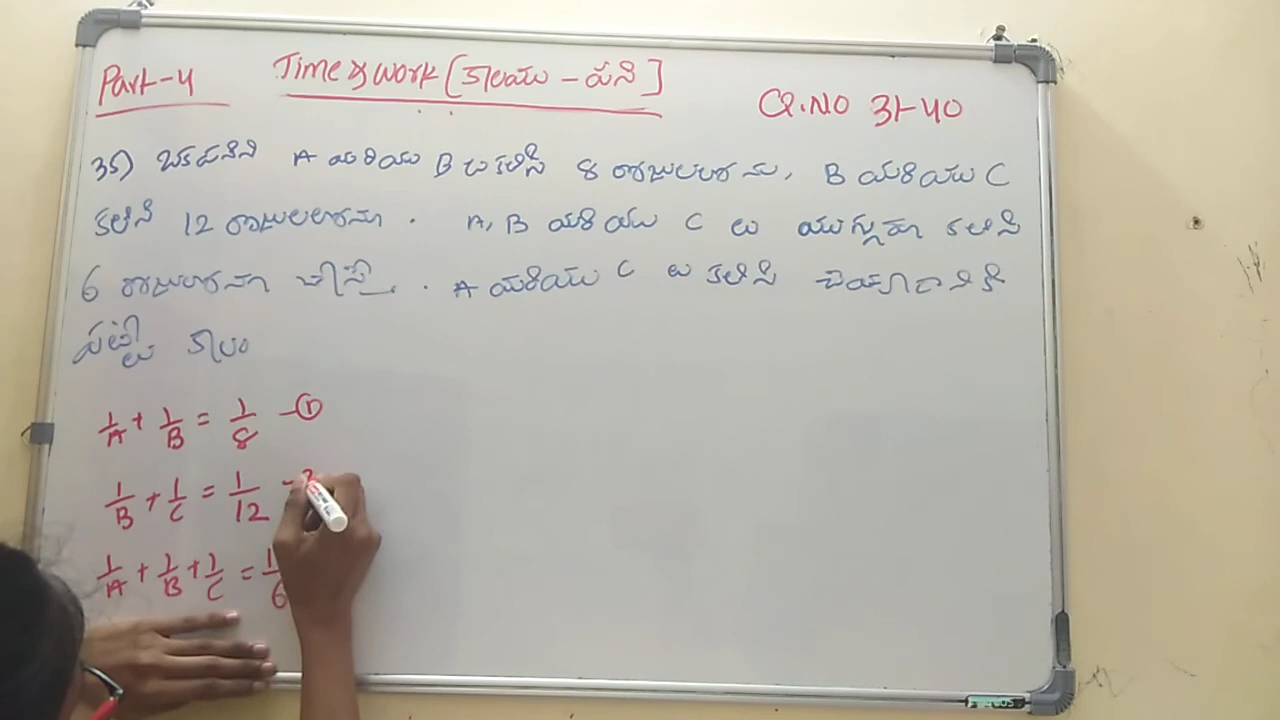 Part-4 Time & work [కాలము - పని] Q.NO 31-40
35) ఒకపనిని A మరియు B లు కలిసి 8 రోజులలోను, B మరియు C
కలిసి 12 రోజులలోనూ. A, B మరియు C లు ముగ్గురూ కలిసి
6 రోజులలోనూ చేస్తే. A మరియు C లు కలిసి చేయడానికి
పట్టే కాలం
1/A + 1/B = 1/8 -①
1/B + 1/C = 1/12 -2
1/A + 1/B + 1/C = 1/6